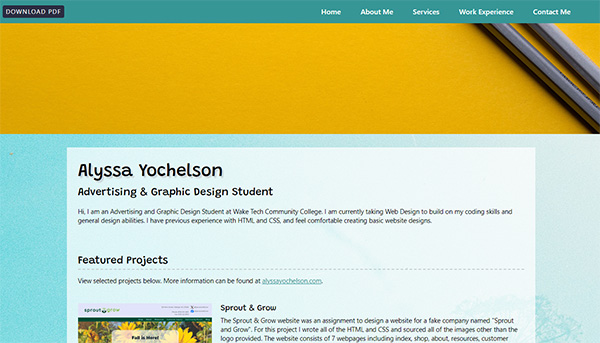 DOWNLOAD PDF
Home About Me Services Work Experience Contact Me
Alyssa Yochelson
Advertising & Graphic Design Student
Hi, I am an Advertising and Graphic Design Student at Wake Tech Community College. I am currently taking Web Design to build on my coding skills and
general design abilities. I have previous experience with HTML and CSS, and feel comfortable creating basic website designs.
Featured Projects
View selected projects below. More information can be found at alyssayochelson.com.
sprout grow
Fall is Here!
Sprout & Grow
The Sprout & Grow website was an assignment to design a website for a fake company named "Sprout
and Grow". For this project I wrote all of the HTML and CSS and sourced all of the images other than the
logo provided. The website consists of 7 webpages including index, shop, about, resources, customer